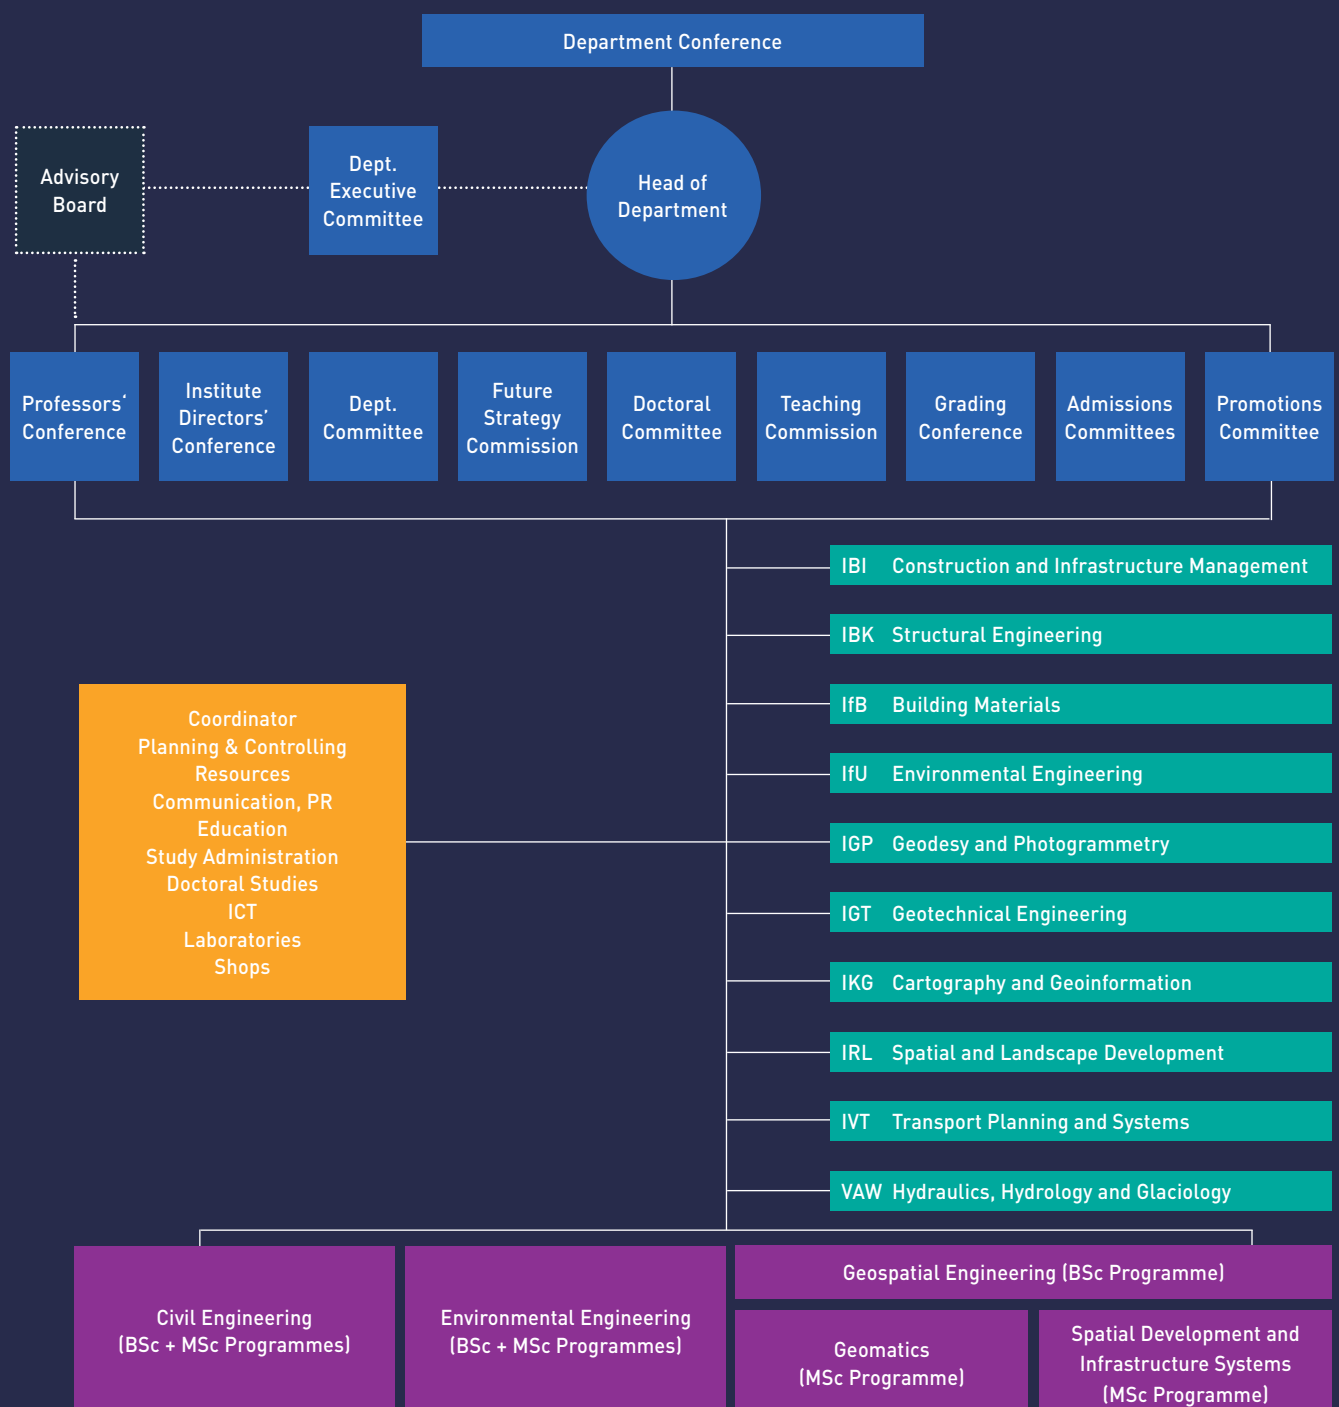 Department Conference
Advisory
Board
Dept.
Executive
Committee
Head of
Department
Professors‘
Conference
Institute
Directors’
Conference
Dept.
Committee
Future
Strategy
Commission
Doctoral
Committee
Teaching
Commission
Grading
Conference
Admissions
Committees
Promotions
Committee
IBI Construction and Infrastructure Management
IBK Structural Engineering
IfB Building Materials
IfU Environmental Engineering
IGP Geodesy and Photogrammetry
IGT Geotechnical Engineering
IKG Cartography and Geoinformation
IRL Spatial and Landscape Development
IVT Transport Planning and Systems
VAW Hydraulics, Hydrology and Glaciology
Coordinator
Planning & Controlling
Resources
Communication, PR
Education
Study Administration
Doctoral Studies
ICT
Laboratories
Shops
Civil Engineering
(BSc + MSc Programmes)
Environmental Engineering
(BSc + MSc Programmes)
Geospatial Engineering (BSc Programme)
Geomatics
(MSc Programme)
Spatial Development and
Infrastructure Systems
(MSc Programme)